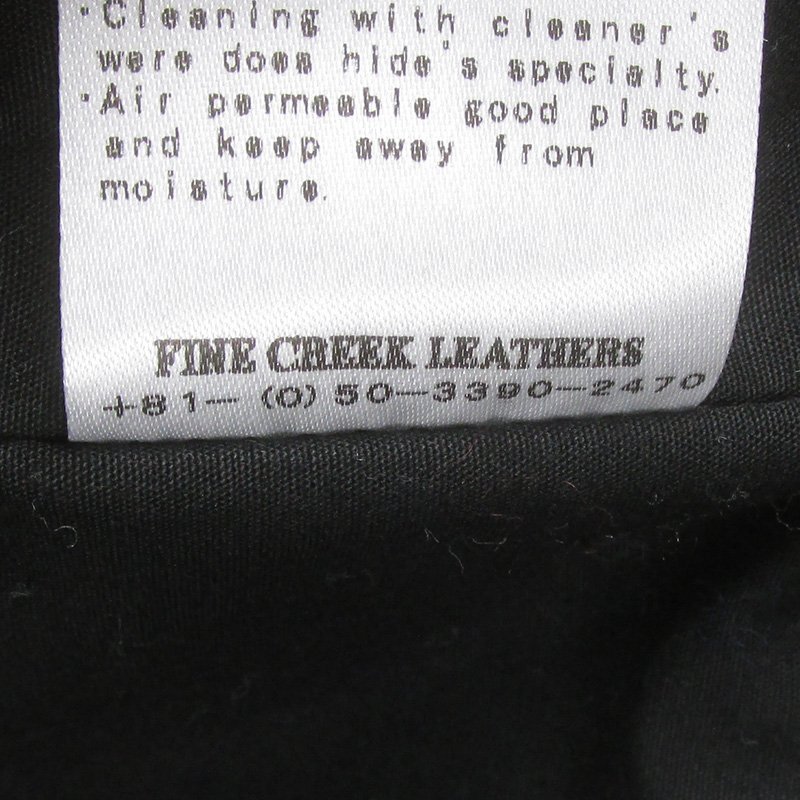 ·Cleaning with cleaner's
were does hide's specialty.
·Air permeable good place
and keep away from
moisture.
FINE CREEK LEATHERS
+81-(0)50-3390-2470